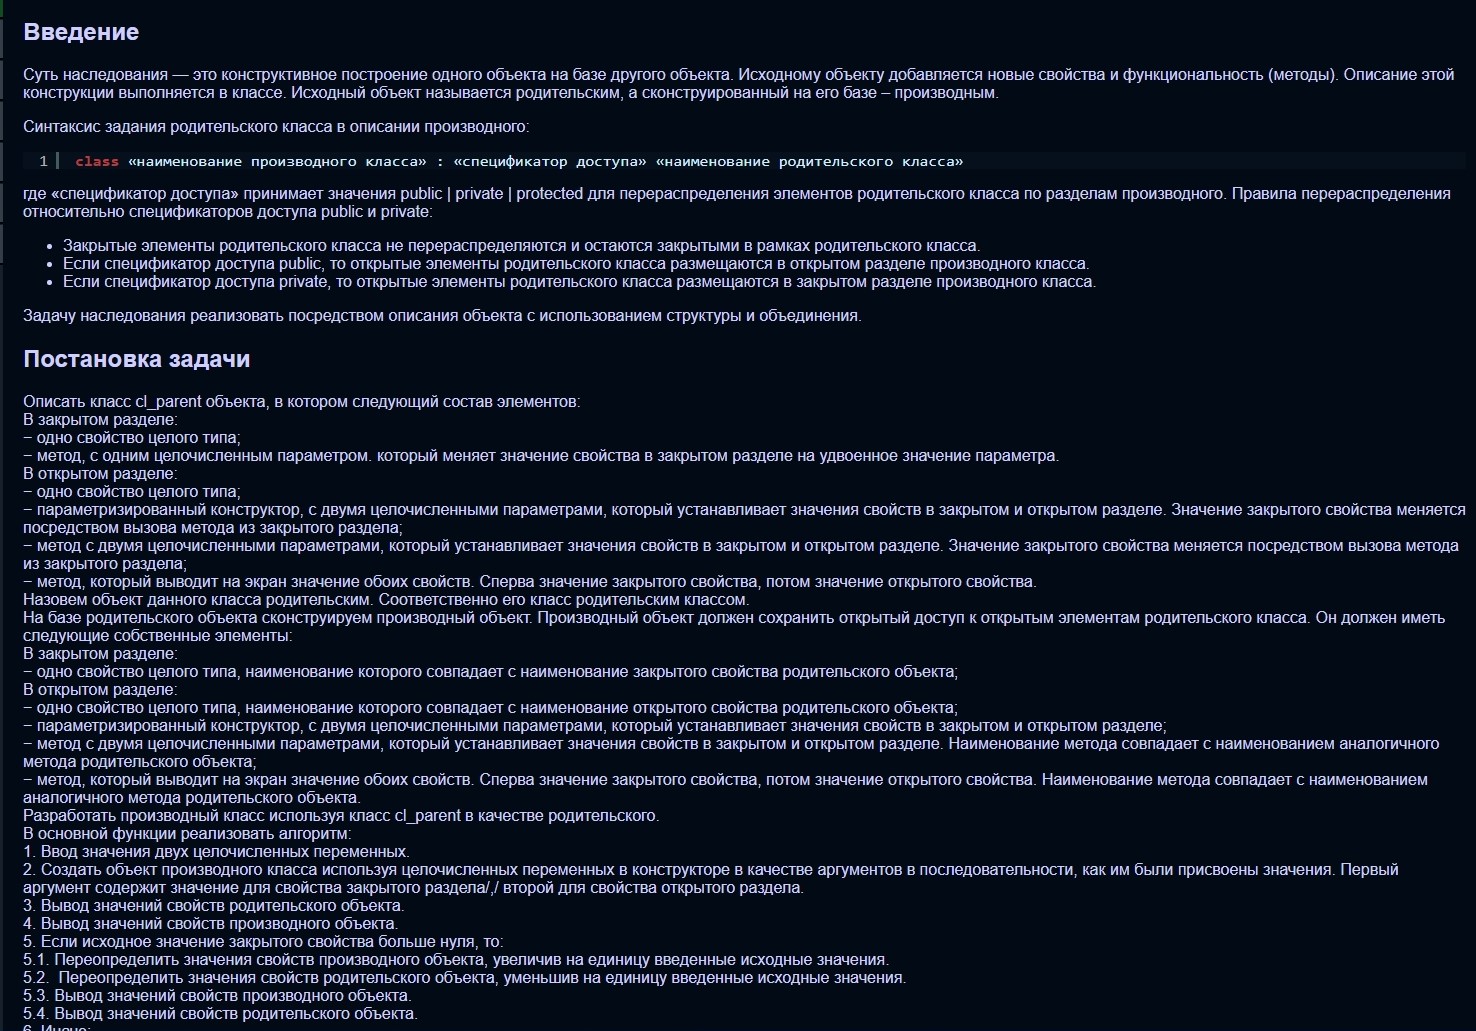 Введение
Суть наследования — это конструктивное построение одного объекта на базе другого объекта. Исходному объекту добавляется новые свойства и функциональность (методы). Описание этой
конструкции выполняется в классе. Исходный объект называется родительским, а сконструированный на его базе – производным.
Синтаксис задания родительского класса в описании производного:
1 class «наименование производного класса» : «спецификатор доступа» «наименование родительского класса»
где «спецификатор доступа» принимает значения public | private | protected для перераспределения элементов родительского класса по разделам производного. Правила перераспределения
относительно спецификаторов доступа public и private:
• Закрытые элементы родительского класса не перераспределяются и остаются закрытыми в рамках родительского класса.
• Если спецификатор доступа public, то открытые элементы родительского класса размещаются в открытом разделе производного класса.
• Если спецификатор доступа private, то открытые элементы родительского класса размещаются в закрытом разделе производного класса.
Задачу наследования реализовать посредством описания объекта с использованием структуры и объединения.
Постановка задачи
Описать класс cl_parent объекта, в котором следующий состав элементов:
В закрытом разделе:
− одно свойство целого типа;
− метод, с одним целочисленным параметром. который меняет значение свойства в закрытом разделе на удвоенное значение параметра.
В открытом разделе:
− одно свойство целого типа;
− параметризированный конструктор, с двумя целочисленными параметрами, который устанавливает значения свойств в закрытом и открытом разделе. Значение закрытого свойства меняется
посредством вызова метода из закрытого раздела;
− метод с двумя целочисленными параметрами, который устанавливает значения свойств в закрытом и открытом разделе. Значение закрытого свойства меняется посредством вызова метода
из закрытого раздела;
− метод, который выводит на экран значение обоих свойств. Сперва значение закрытого свойства, потом значение открытого свойства.
Назовем объект данного класса родительским. Соответственно его класс родительским классом.
На базе родительского объекта сконструируем производный объект. Производный объект должен сохранить открытый доступ к открытым элементам родительского класса. Он должен иметь
следующие собственные элементы:
В закрытом разделе:
− одно свойство целого типа, наименование которого совпадает с наименование закрытого свойства родительского объекта;
В открытом разделе:
− одно свойство целого типа, наименование которого совпадает с наименование открытого свойства родительского объекта;
− параметризированный конструктор, с двумя целочисленными параметрами, который устанавливает значения свойств в закрытом и открытом разделе;
− метод с двумя целочисленными параметрами, который устанавливает значения свойств в закрытом и открытом разделе. Наименование метода совпадает с наименованием аналогичного
метода родительского объекта;
− метод, который выводит на экран значение обоих свойств. Сперва значение закрытого свойства, потом значение открытого свойства. Наименование метода совпадает с наименованием
аналогичного метода родительского объекта.
Разработать производный класс используя класс cl_parent в качестве родительского.
В основной функции реализовать алгоритм:
1. Ввод значения двух целочисленных переменных.
2. Создать объект производного класса используя целочисленных переменных в конструкторе в качестве аргументов в последовательности, как им были присвоены значения. Первый
аргумент содержит значение для свойства закрытого раздела/,/ второй для свойства открытого раздела.
3. Вывод значений свойств родительского объекта.
4. Вывод значений свойств производного объекта.
5. Если исходное значение закрытого свойства больше нуля, то:
5.1. Переопределить значения свойств производного объекта, увеличив на единицу введенные исходные значения.
5.2. Переопределить значения свойств родительского объекта, уменьшив на единицу введенные исходные значения.
5.3. Вывод значений свойств производного объекта.
5.4. Вывод значений свойств родительского объекта.
6. Иначе: